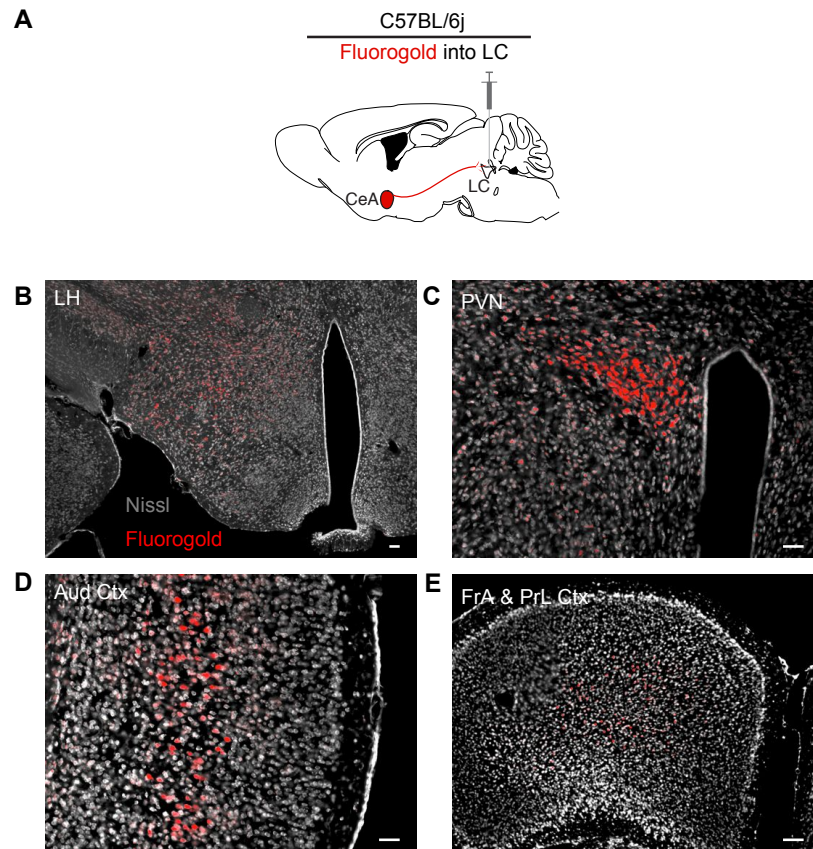 A
C57BL/6j
Fluorogold into LC
CeA
LC
B
LH
Nissl
Fluorogold
C
PVN
D
Aud Ctx
E
FrA & PrL Ctx